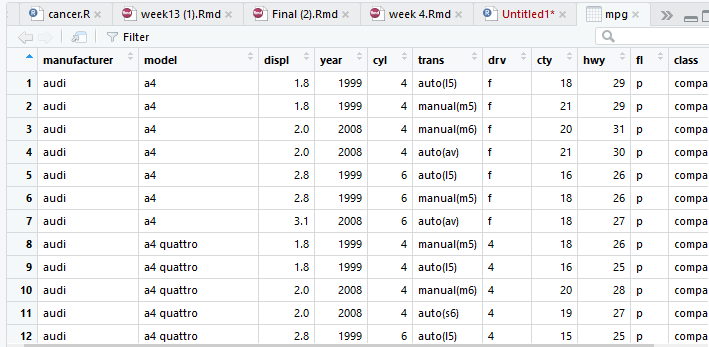 cancer.R week13 (1).Rmd Final (2).Rmd week 4.Rmd Untitled1* mpg
Filter
manufacturer model displ year cyl trans drv cty hwy fl class
1 audi a4 1.8 1999 4 auto(l5) f 18 29 p compa
2 audi a4 1.8 1999 4 manual(m5) f 21 29 p compa
3 audi a4 2.0 2008 4 manual(m6) f 20 31 p compa
4 audi a4 2.0 2008 4 auto(av) f 21 30 p compa
5 audi a4 2.8 1999 6 auto(l5) f 16 26 p compa
6 audi a4 2.8 1999 6 manual(m5) f 18 26 p compa
7 audi a4 3.1 2008 6 auto(av) f 18 27 p compa
8 audi a4 quattro 1.8 1999 4 manual(m5) 4 18 26 p compa
9 audi a4 quattro 1.8 1999 4 auto(l5) 4 16 25 p compa
10 audi a4 quattro 2.0 2008 4 manual(m6) 4 20 28 p compa
11 audi a4 quattro 2.0 2008 4 auto(s6) 4 19 27 p compa
12 audi a4 quattro 2.8 1999 6 auto(l5) 4 15 25 p compa